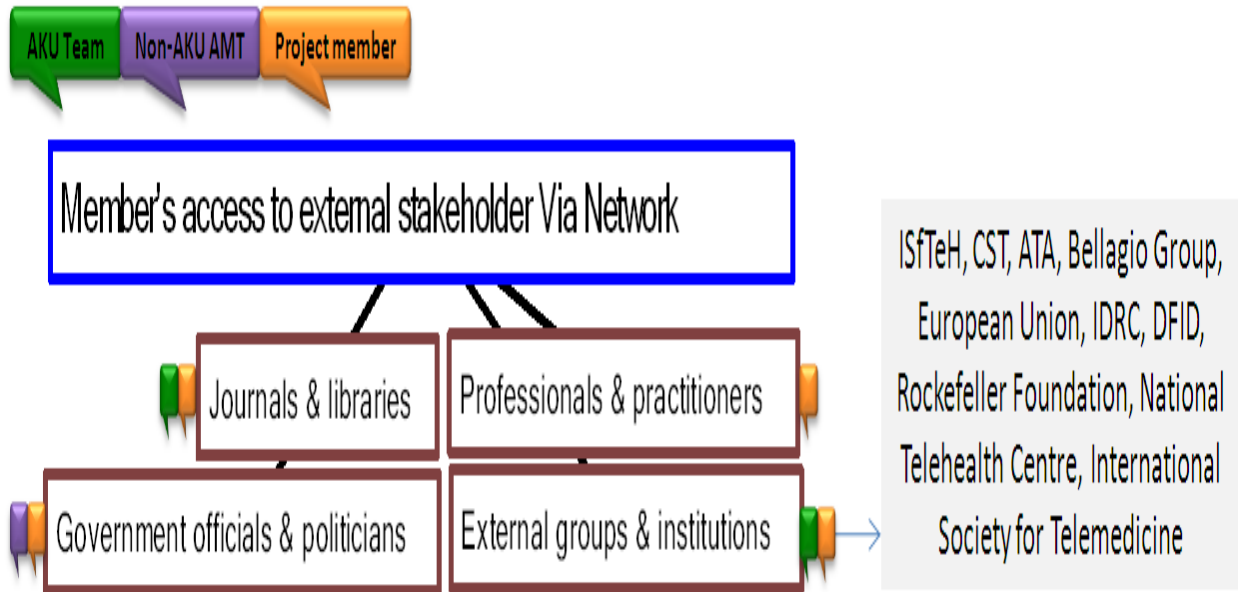 AKU Team
Non-AKU AMT
Project member
Member's access to external stakeholder Via Network
Journals & libraries
Professionals & practitioners
Government officials & politicians
External groups & institutions
ISfTeH, CST, ATA, Bellagio Group,
European Union, IDRC, DFID,
Rockefeller Foundation, National
Telehealth Centre, International
Society for Telemedicine